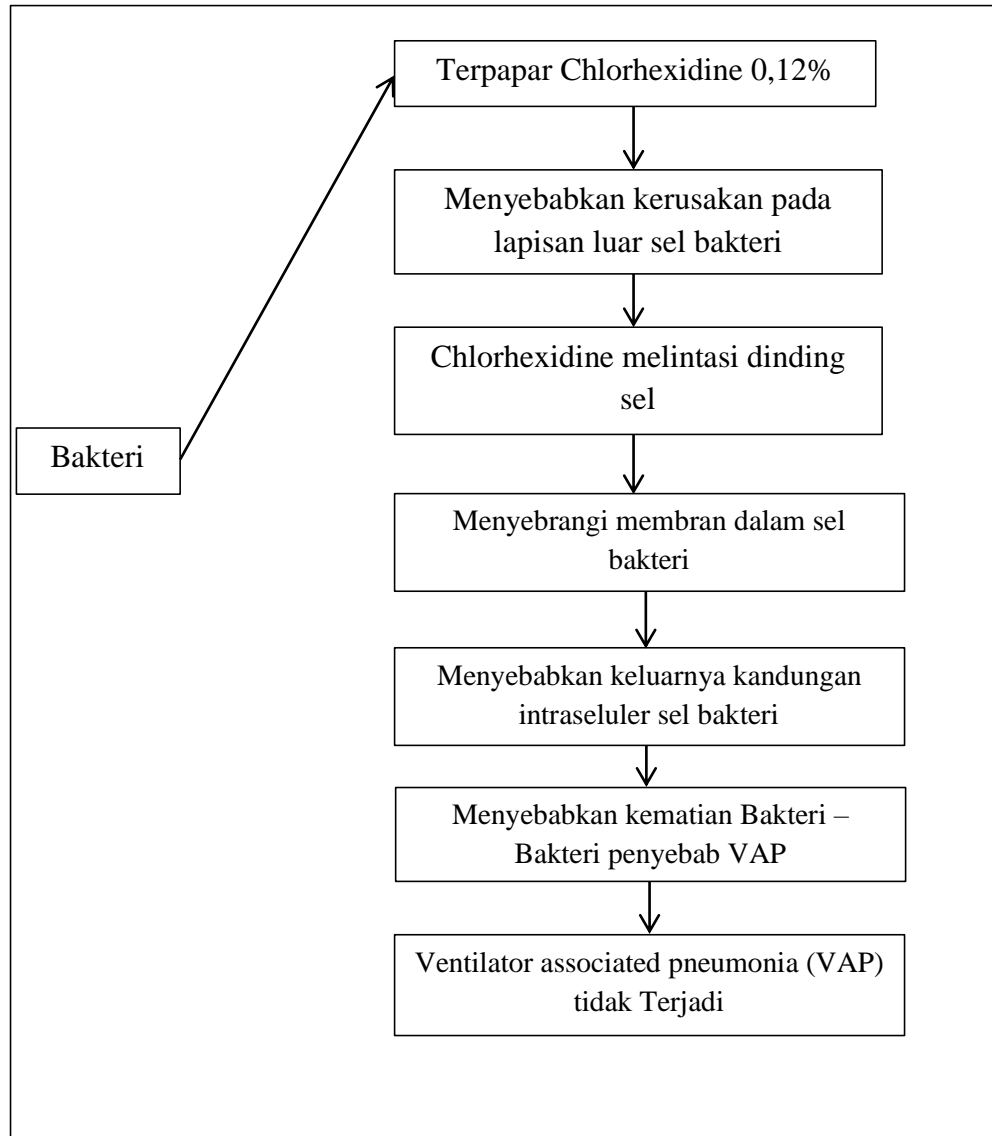 Terpapar Chlorhexidine 0,12%
Menyebabkan kerusakan pada
lapisan luar sel bakteri
Chlorhexidine melintasi dinding
sel
Bakteri
Menyebrangi membran dalam sel
bakteri
Menyebabkan keluarnya kandungan
intraseluler sel bakteri
Menyebabkan kematian Bakteri –
Bakteri penyebab VAP
Ventilator associated pneumonia (VAP)
tidak Terjadi